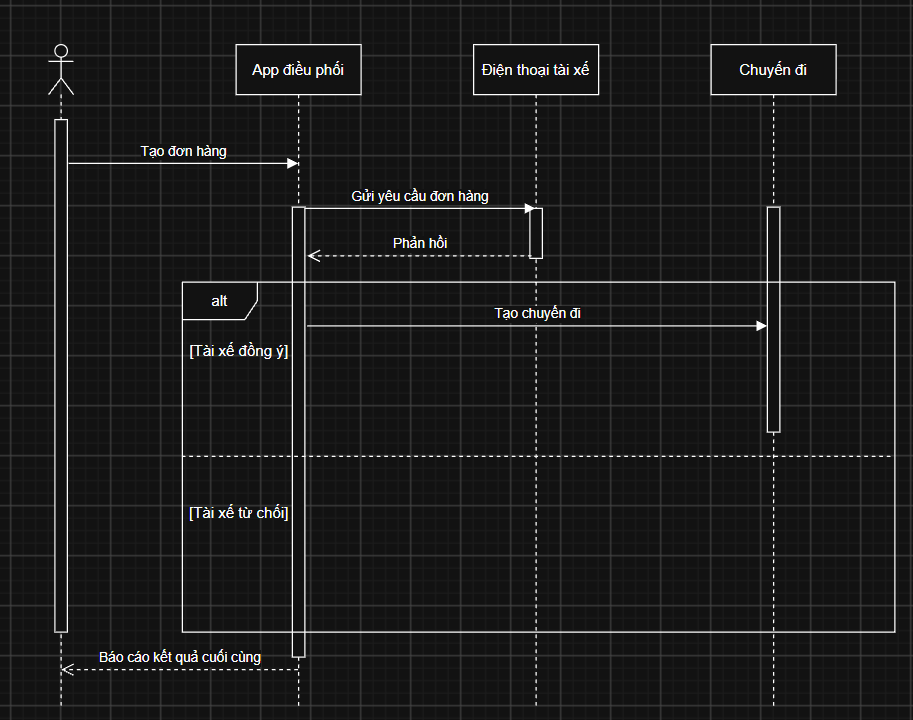 App điều phối
Điện thoại tài xế
Chuyến đi
Tạo đơn hàng
Gửi yêu cầu đơn hàng
Phản hồi
alt
Tạo chuyến đi
[Tài xế đồng ý]
[Tài xế từ chối]
Báo cáo kết quả cuối cùng